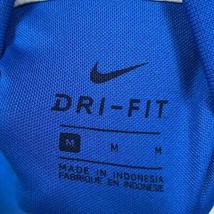 DRI-FIT
M M M
MADE IN INDONESIA
FABRIQUÉ EN INDONÉSIE